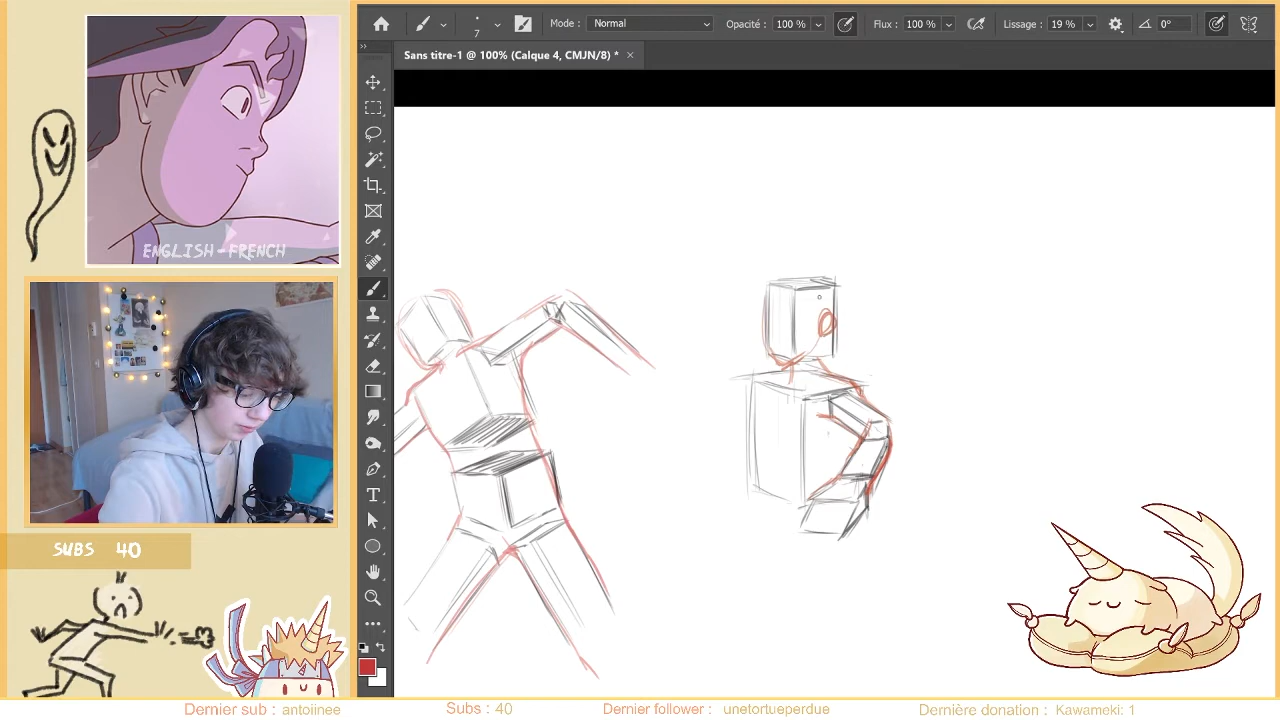 7
Mode : Normal
Opacité : 100 %
Flux : 100 %
Lissage : 19 %
0°
Sans titre-1 @ 100% (Calque 4, CMJN/8) * ×
ENGLISH-FRENCH
T
SUBS 40
Dernier sub : antoiinee
Subs : 40
Dernier follower : unetortueperdue
Dernière donation : Kawameki: 1